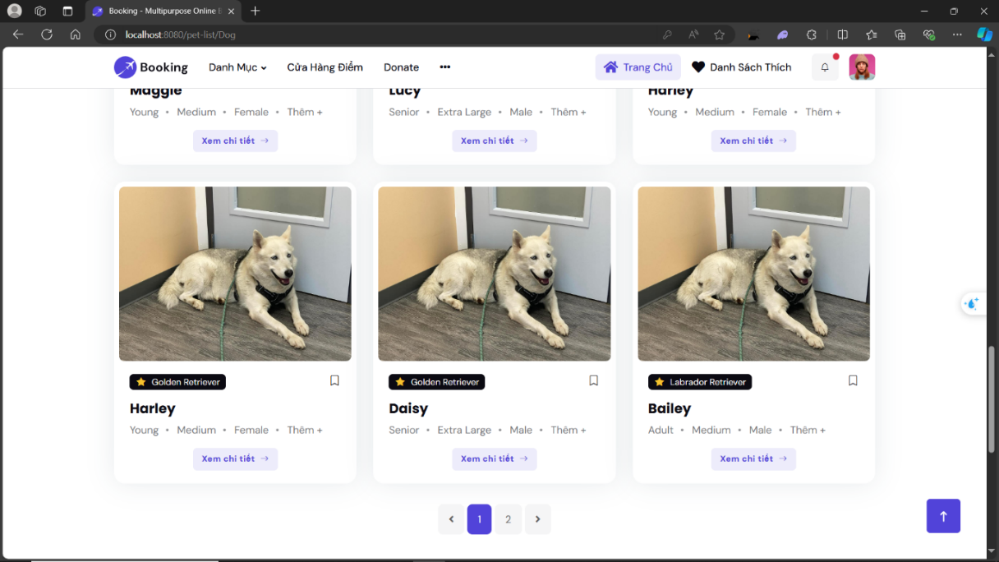 Booking - Multipurpose Online B
localhost:8080/pet-list/Dog
Booking Danh Mục Cửa Hàng Điểm Donate ••• Trang Chủ Danh Sách Thích
Maggie Lucy Harley
Young • Medium • Female • Thêm + Senior • Extra Large • Male • Thêm + Young • Medium • Female • Thêm +
Xem chi tiết → Xem chi tiết → Xem chi tiết →
Golden Retriever Golden Retriever Labrador Retriever
Harley Daisy Bailey
Young • Medium • Female • Thêm + Senior • Extra Large • Male • Thêm + Adult • Medium • Male • Thêm +
Xem chi tiết → Xem chi tiết → Xem chi tiết →
1 2